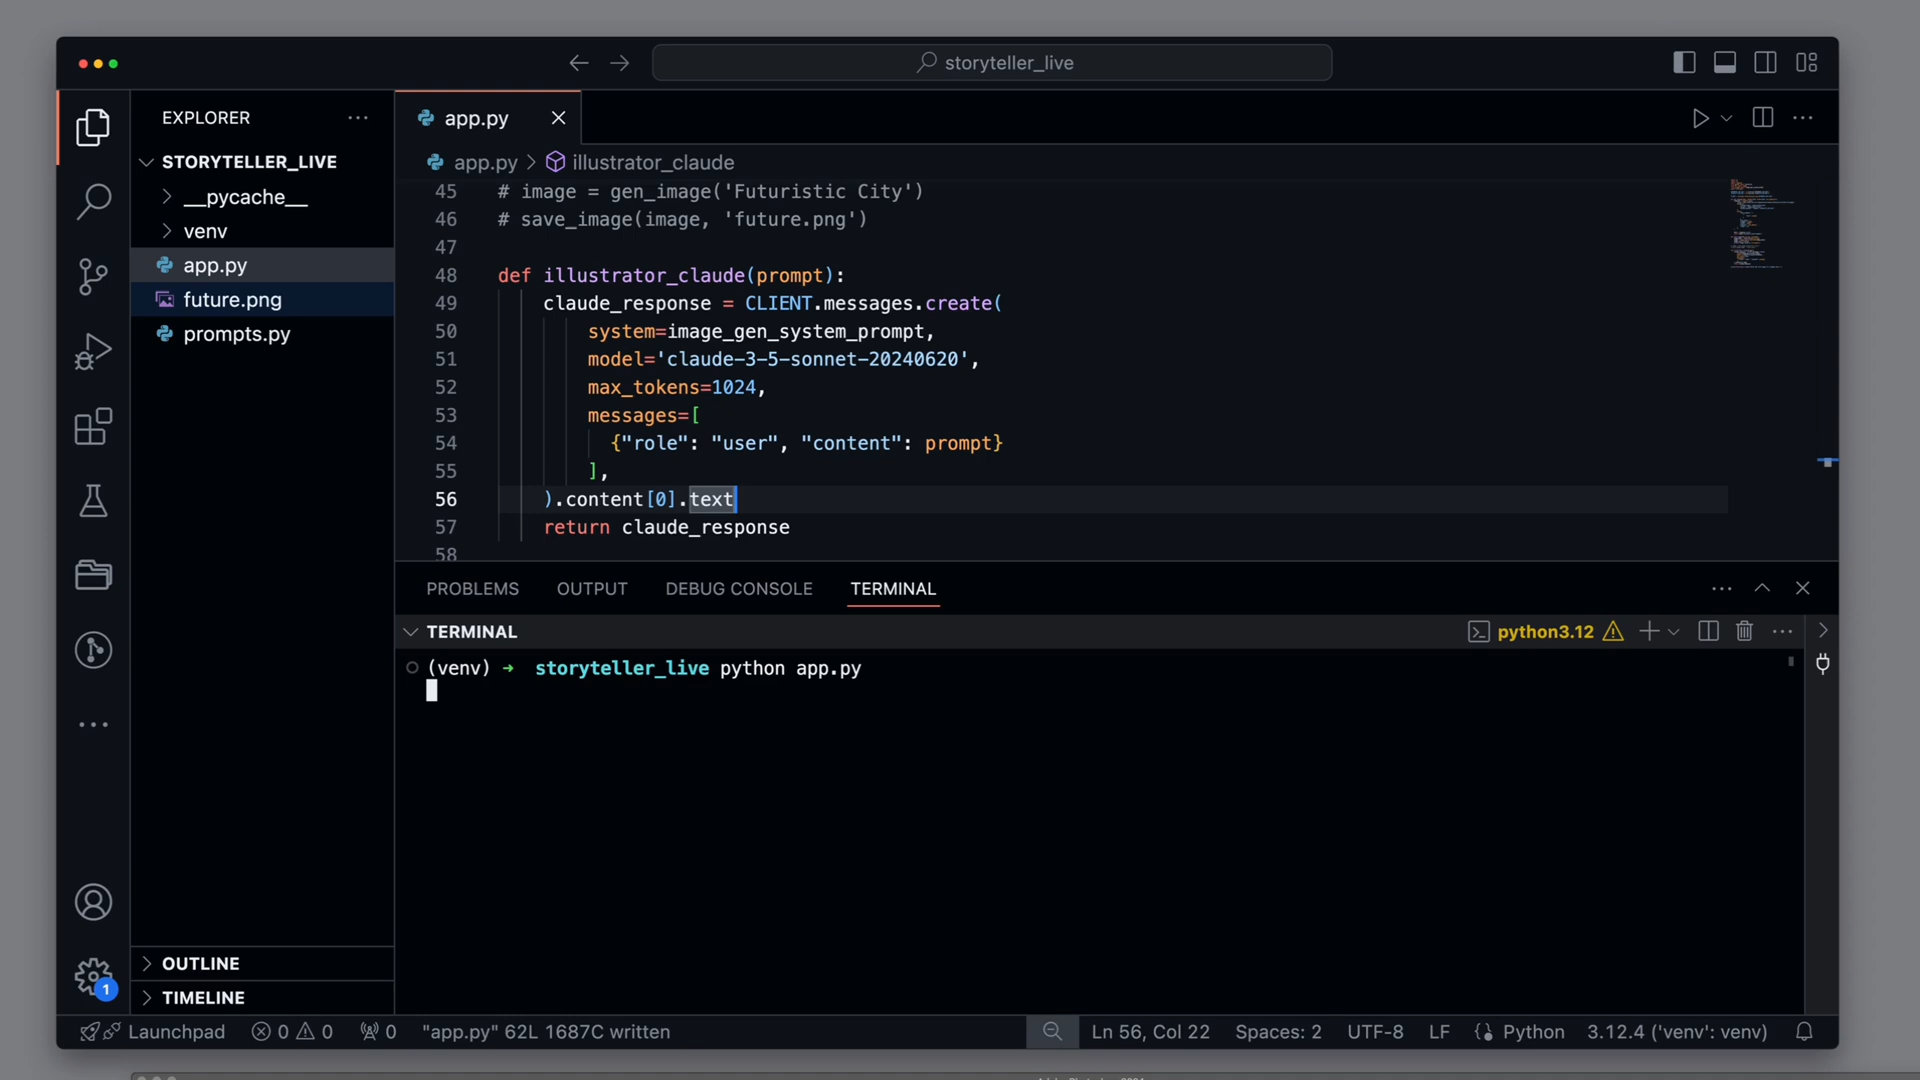 storyteller_live
EXPLORER
app.py
STORYTELLER_LIVE
app.py
illustrator_claude
__pycache__
venv
app.py
future.png
prompts.py
45 # image = gen_image('Futuristic City')
46 # save_image(image, 'future.png')
47
48 def illustrator_claude(prompt):
49 claude_response = CLIENT.messages.create(
50 system=image_gen_system_prompt,
51 model='claude-3-5-sonnet-20240620',
52 max_tokens=1024,
53 messages=[
54 {"role": "user", "content": prompt}
55 ],
56 ).content[0].text
57 return claude_response
58
PROBLEMS OUTPUT DEBUG CONSOLE TERMINAL
TERMINAL
python3.12
(venv) ➜ storyteller_live python app.py
OUTLINE
TIMELINE
1
Launchpad 0 0 0 "app.py" 62L 1687C written Ln 56, Col 22 Spaces: 2 UTF-8 LF Python 3.12.4 ('venv': venv)